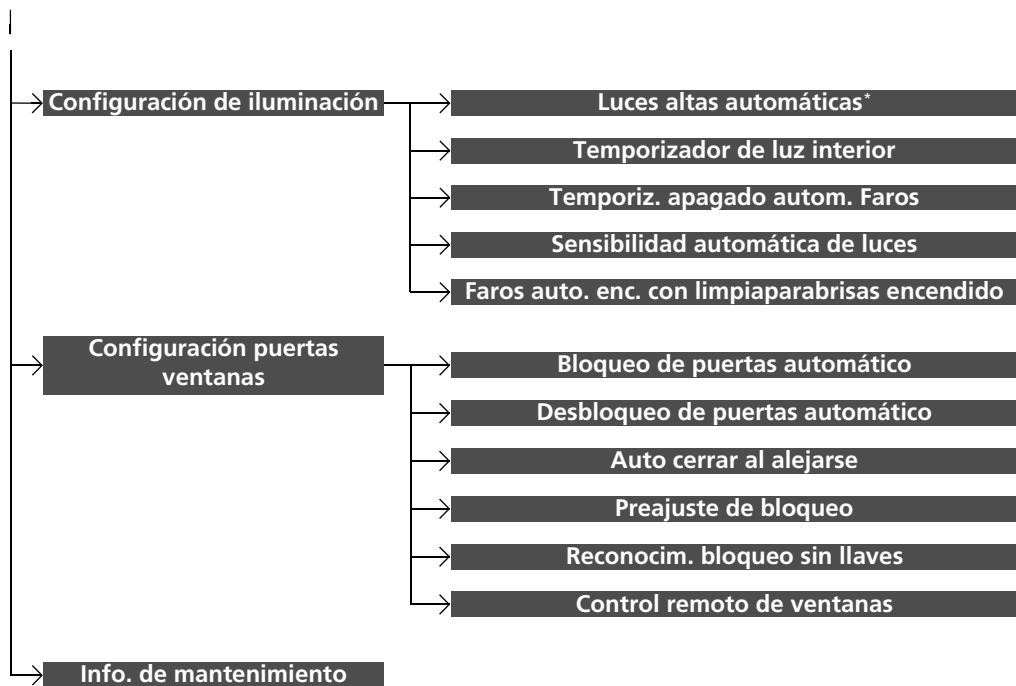 Configuración de iluminación
Luces altas automáticas*
Temporizador de luz interior
Temporiz. apagado autom. Faros
Sensibilidad automática de luces
Faros auto. enc. con limpiaparabrisas encendido
Configuración puertas
ventanas
Bloqueo de puertas automático
Desbloqueo de puertas automático
Auto cerrar al alejarse
Preajuste de bloqueo
Reconocim. bloqueo sin llaves
Control remoto de ventanas
Info. de mantenimiento